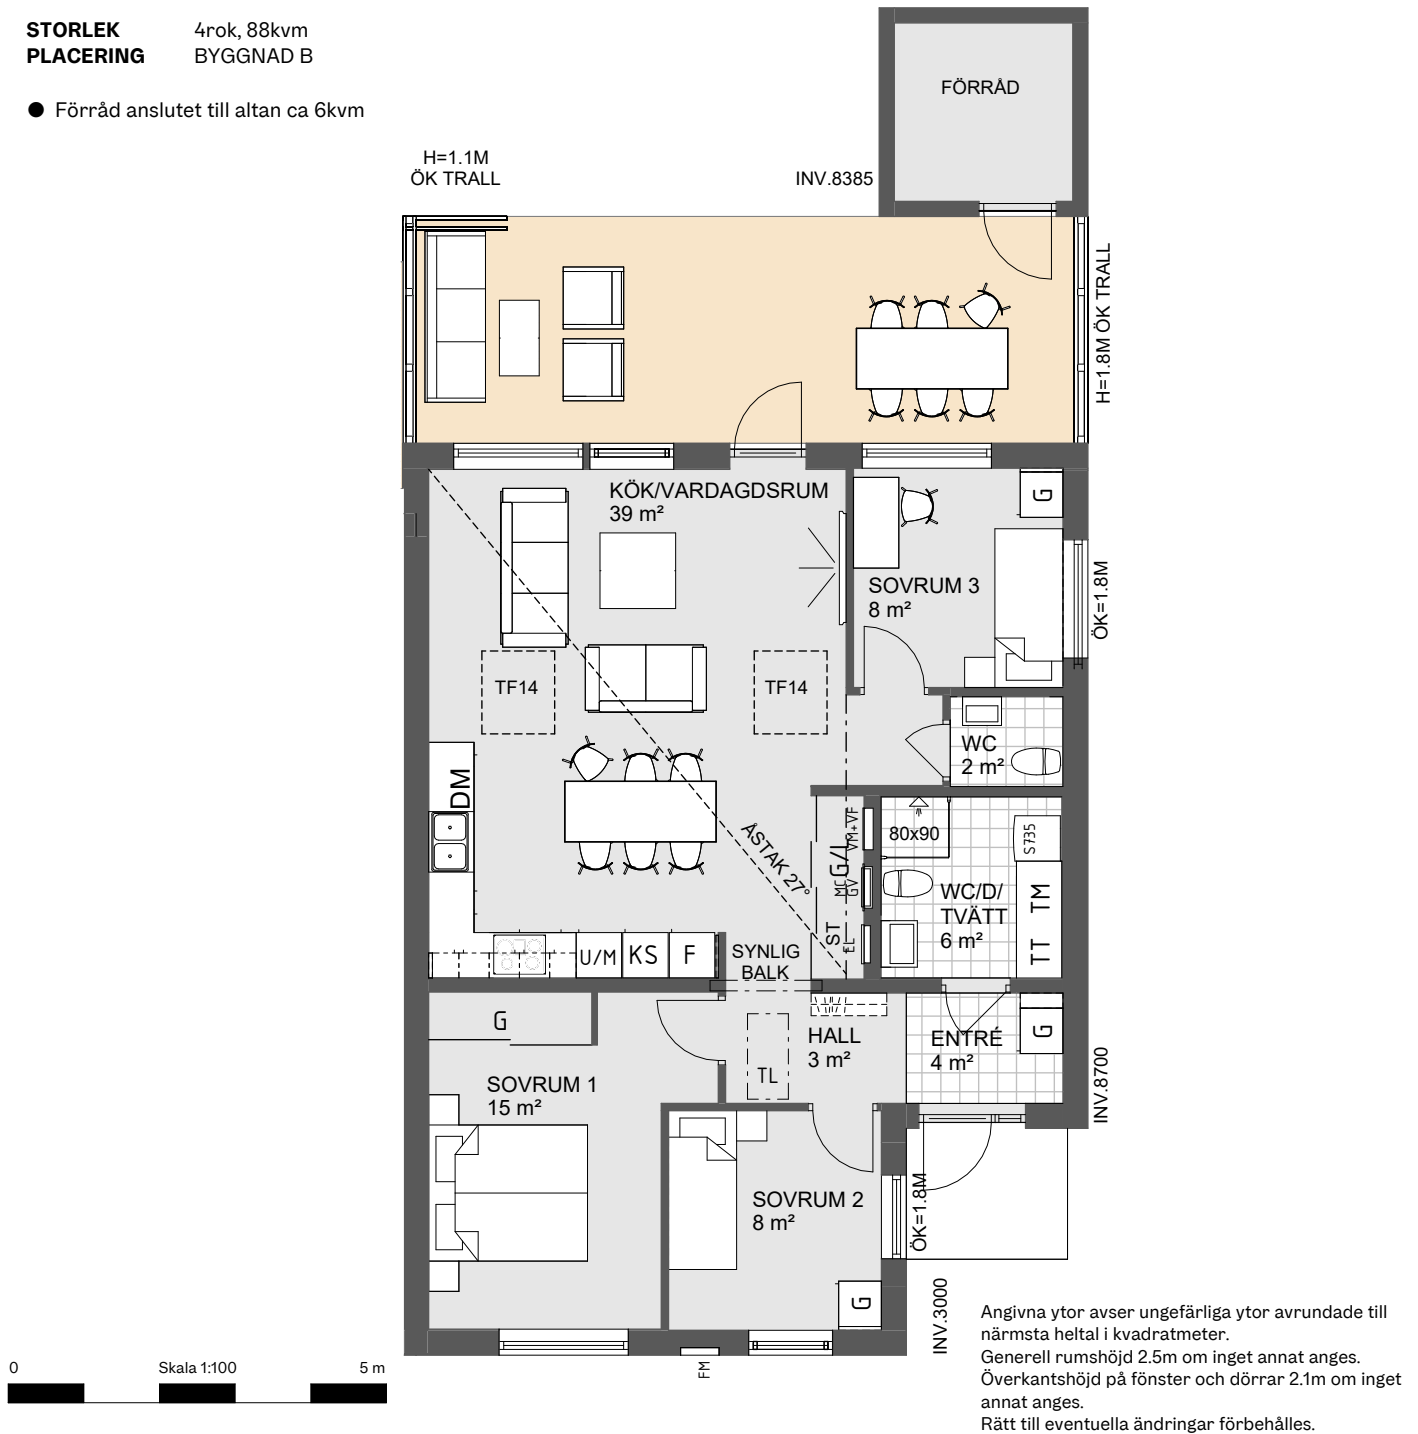 STORLEK 4rok, 88kvm
PLACERING BYGGNAD B
● Förråd anslutet till altan ca 6kvm
FÖRRÅD
H=1.1M
ÖK TRALL
INV.8385
H=1.8M ÖK TRALL
KÖK/VARDAGDSRUM
39 m²
G
SOVRUM 3
8 m²
ÖK=1.8M
TF14
TF14
WC
2 m²
DM
ÅSTAK 27°
VM+VF
G/L
MC
GV
ST
EL
80x90
S735
WC/D/
TVÄTT
6 m²
TM
TT
U/M
KS
F
SYNLIG
BALK
G
HALL
3 m²
ENTRÉ
4 m²
G
TL
SOVRUM 1
15 m²
INV.8700
SOVRUM 2
8 m²
ÖK=1.8M
G
INV.3000
FM
0 Skala 1:100 5 m
Angivna ytor avser ungefärliga ytor avrundade till
närmsta heltal i kvadratmeter.
Generell rumshöjd 2.5m om inget annat anges.
Överkantshöjd på fönster och dörrar 2.1m om inget
annat anges.
Rätt till eventuella ändringar förbehålles.